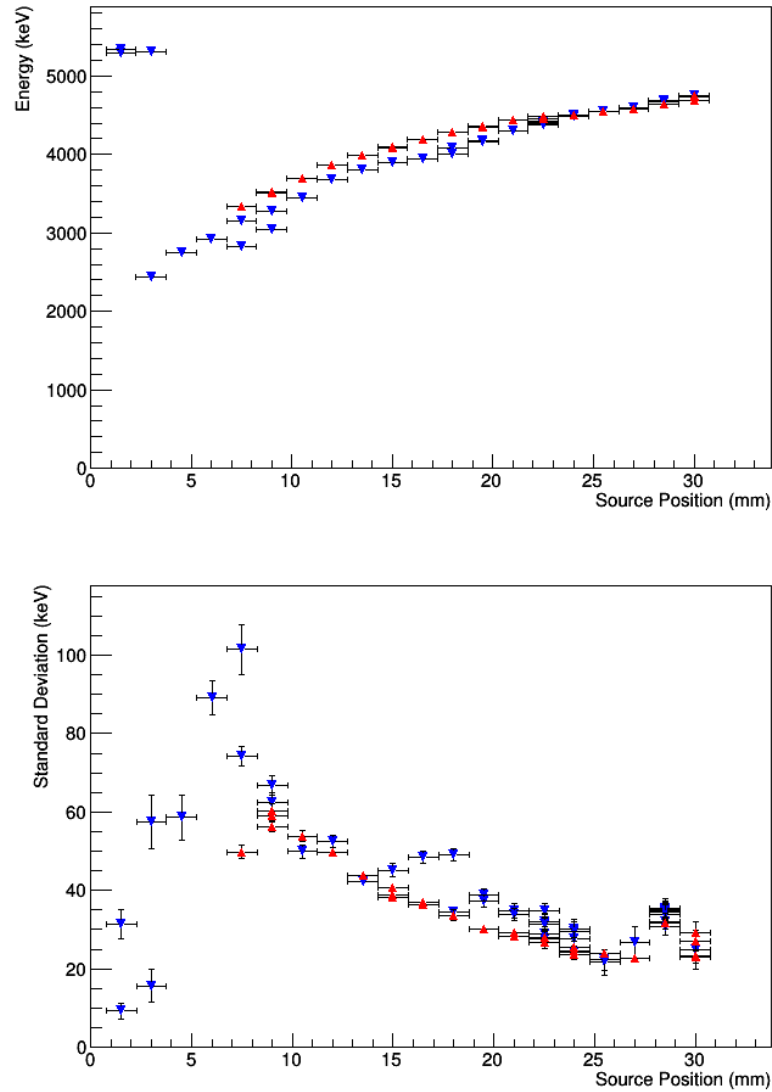 Energy (keV)
5000
4000
3000
2000
1000
0
0 5 10 15 20 25 30
Source Position (mm)
Standard Deviation (keV)
100
80
60
40
20
0
0 5 10 15 20 25 30
Source Position (mm)